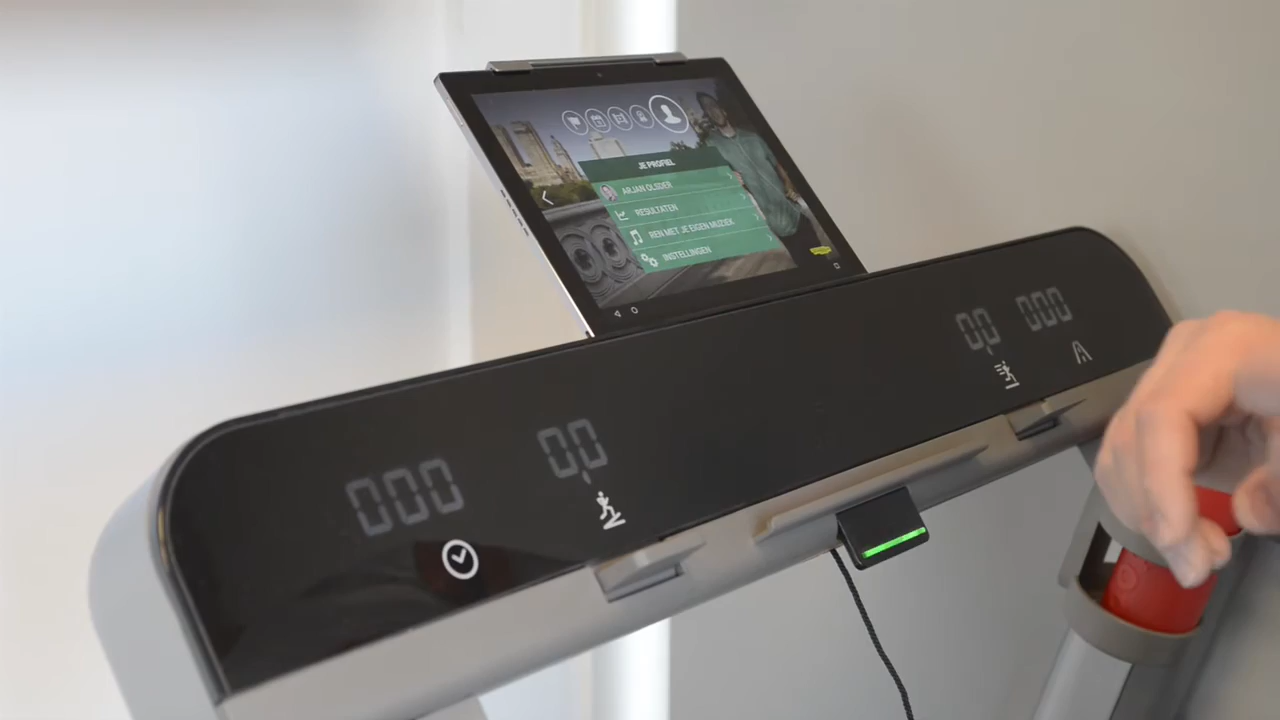 JE PROFIEL
ARJAN OLSDER
RESULTATEN
REN MET JE EIGEN MUZIEK
INSTELLINGEN
00 000
00
000